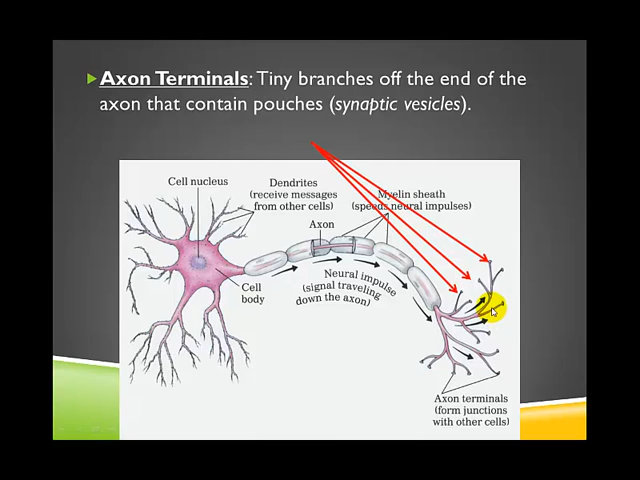 Axon Terminals: Tiny branches off the end of the
axon that contain pouches (synaptic vesicles).
Cell nucleus
Dendrites
(receive messages
from other cells)
Myelin sheath
(speeds neural impulses)
Axon
Cell
body
Neural impulse
(signal traveling
down the axon)
Axon terminals
(form junctions
with other cells)